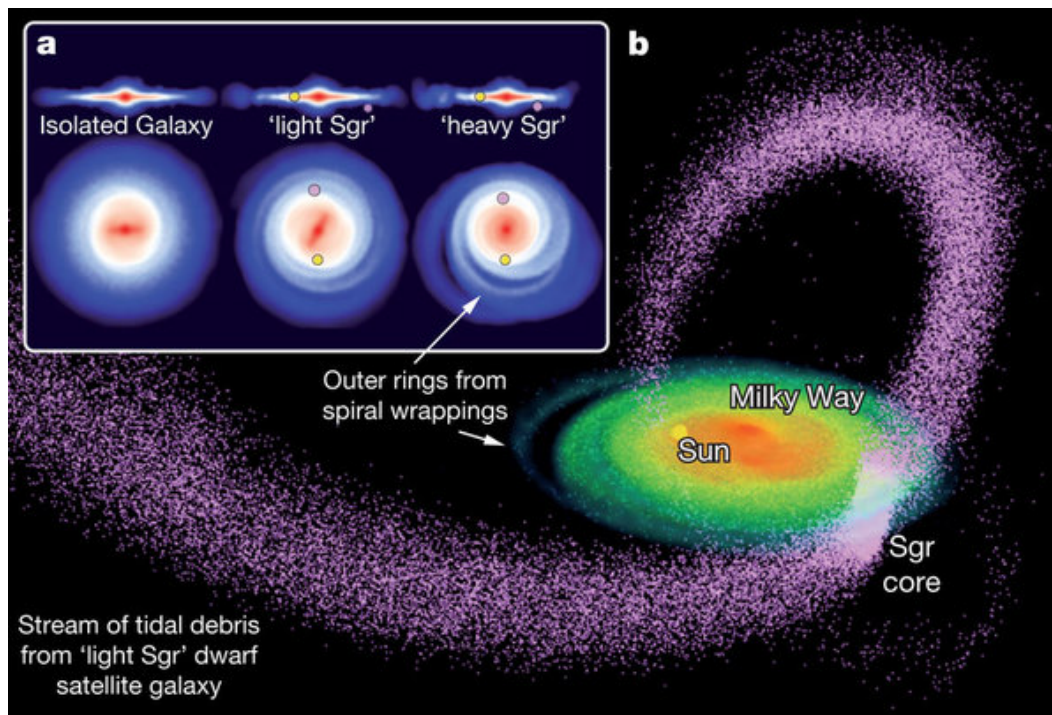 a
Isolated Galaxy
'light Sgr'
'heavy Sgr'
b
Outer rings from
spiral wrappings
Milky Way
Sun
Sgr
core
Stream of tidal debris
from 'light Sgr' dwarf
satellite galaxy